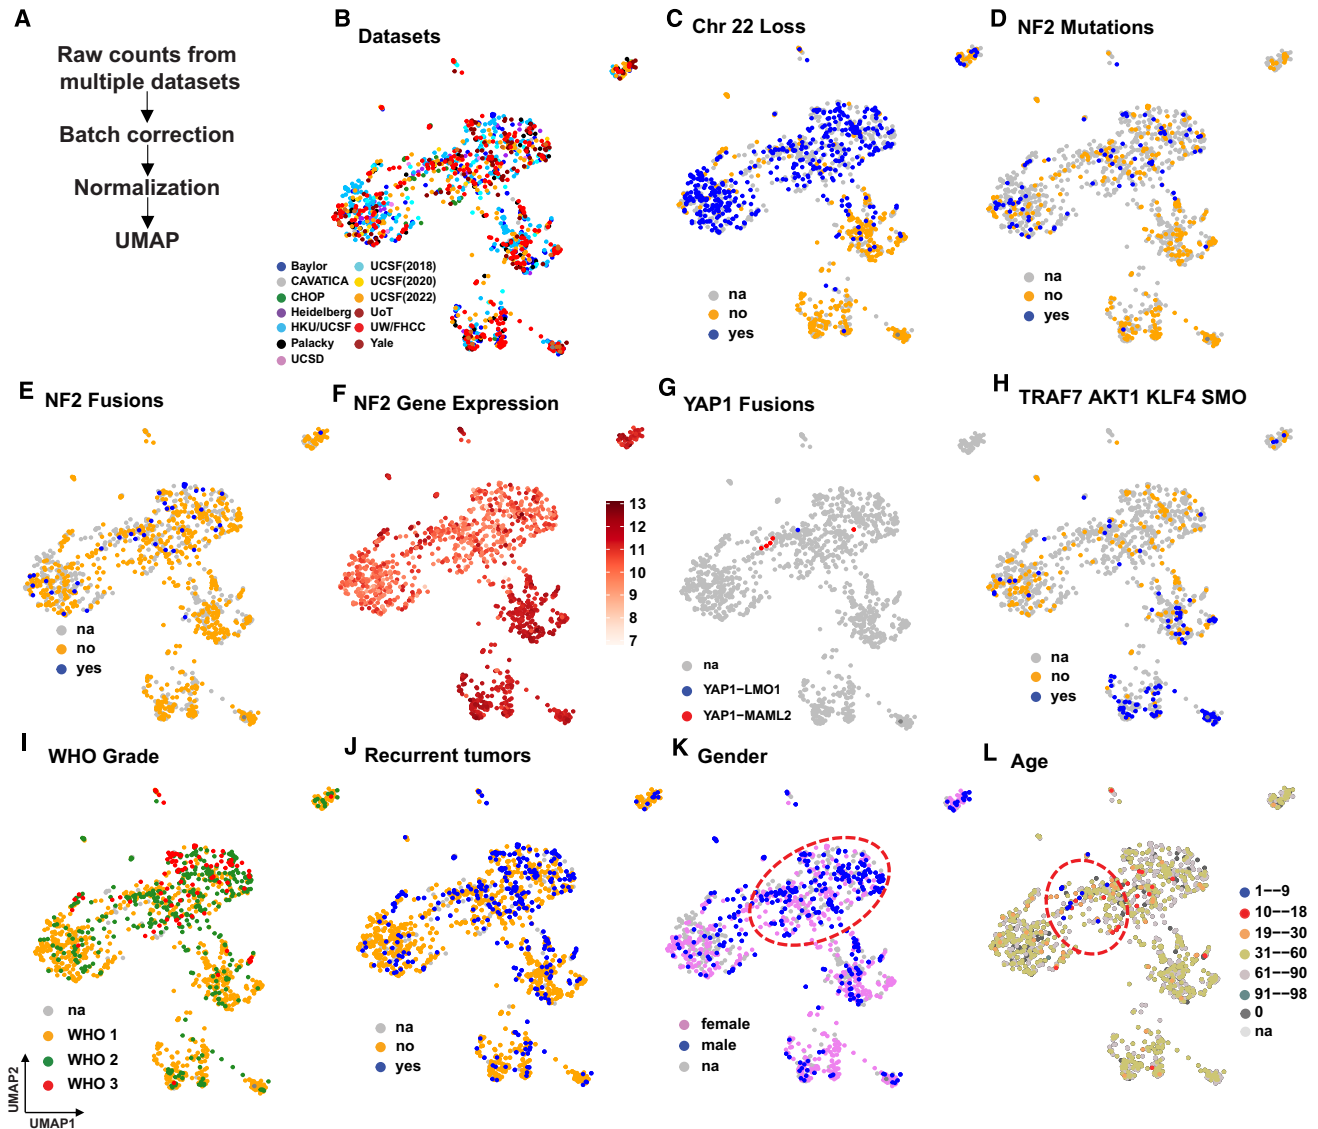 A
Raw counts from
multiple datasets
Batch correction
Normalization
UMAP
B
Datasets
Baylor
CAVATICA
CHOP
Heidelberg
HKU/UCSF
Palacky
UCSD
UCSF(2018)
UCSF(2020)
UCSF(2022)
UoT
UW/FHCC
Yale
C
Chr 22 Loss
na
no
yes
D
NF2 Mutations
na
no
yes
E
NF2 Fusions
na
no
yes
F
NF2 Gene Expression
13
12
11
10
9
8
7
G
YAP1 Fusions
na
YAP1−LMO1
YAP1−MAML2
H
TRAF7 AKT1 KLF4 SMO
na
no
yes
I
WHO Grade
na
WHO 1
WHO 2
WHO 3
UMAP2
UMAP1
J
Recurrent tumors
na
no
yes
K
Gender
female
male
na
L
Age
1−−9
10−−18
19−−30
31−−60
61−−90
91−−98
0
na